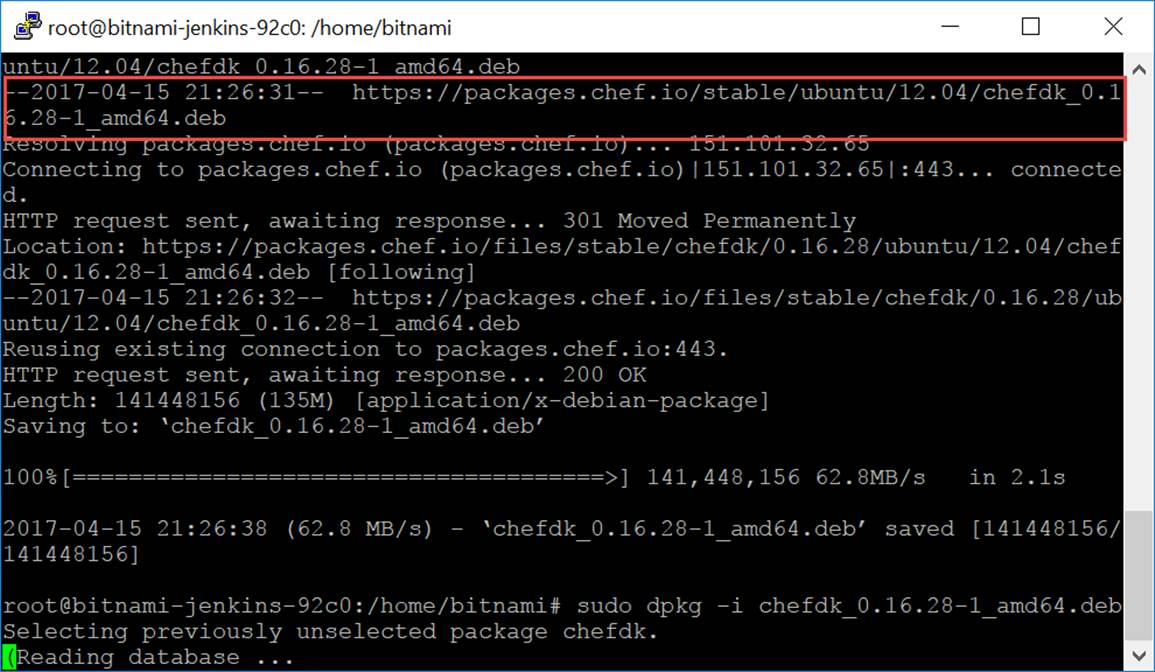 root@bitnami-jenkins-92c0: /home/bitnami
untu/12.04/chefdk_0.16.28-1_amd64.deb
--2017-04-15 21:26:31--  https://packages.chef.io/stable/ubuntu/12.04/chefdk_0.1
6.28-1_amd64.deb
Resolving packages.chef.io (packages.chef.io)... 151.101.32.65
Connecting to packages.chef.io (packages.chef.io)|151.101.32.65|:443... connecte
d.
HTTP request sent, awaiting response... 301 Moved Permanently
Location: https://packages.chef.io/files/stable/chefdk/0.16.28/ubuntu/12.04/chef
dk_0.16.28-1_amd64.deb [following]
--2017-04-15 21:26:32--  https://packages.chef.io/files/stable/chefdk/0.16.28/ub
untu/12.04/chefdk_0.16.28-1_amd64.deb
Reusing existing connection to packages.chef.io:443.
HTTP request sent, awaiting response... 200 OK
Length: 141448156 (135M) [application/x-debian-package]
Saving to: ‘chefdk_0.16.28-1_amd64.deb’
100%[======================================>] 141,448,156 62.8MB/s   in 2.1s
2017-04-15 21:26:38 (62.8 MB/s) - ‘chefdk_0.16.28-1_amd64.deb’ saved [141448156/
141448156]
root@bitnami-jenkins-92c0:/home/bitnami# sudo dpkg -i chefdk_0.16.28-1_amd64.deb
Selecting previously unselected package chefdk.
(Reading database ...